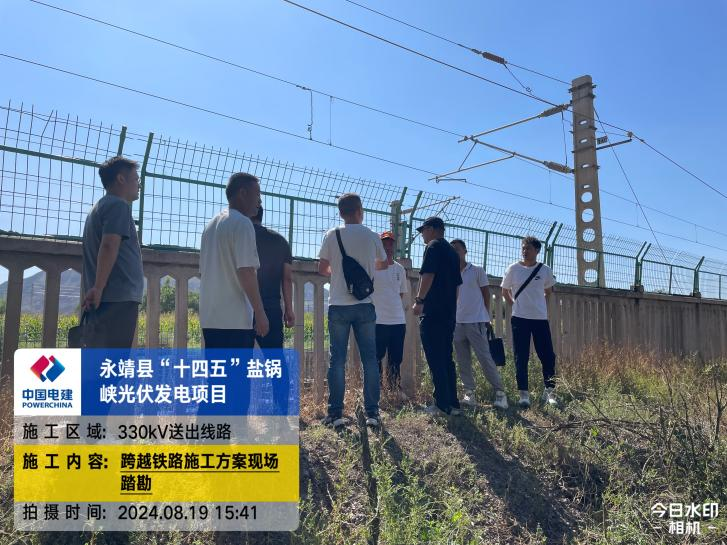 中国电建
POWERCHINA
永靖县“十四五”盐锅
峡光伏发电项目
施工区域: 330kV送出线路
施工内容: 跨越铁路施工方案现场
踏勘
拍摄时间: 2024.08.19 15:41
今日水印
相机